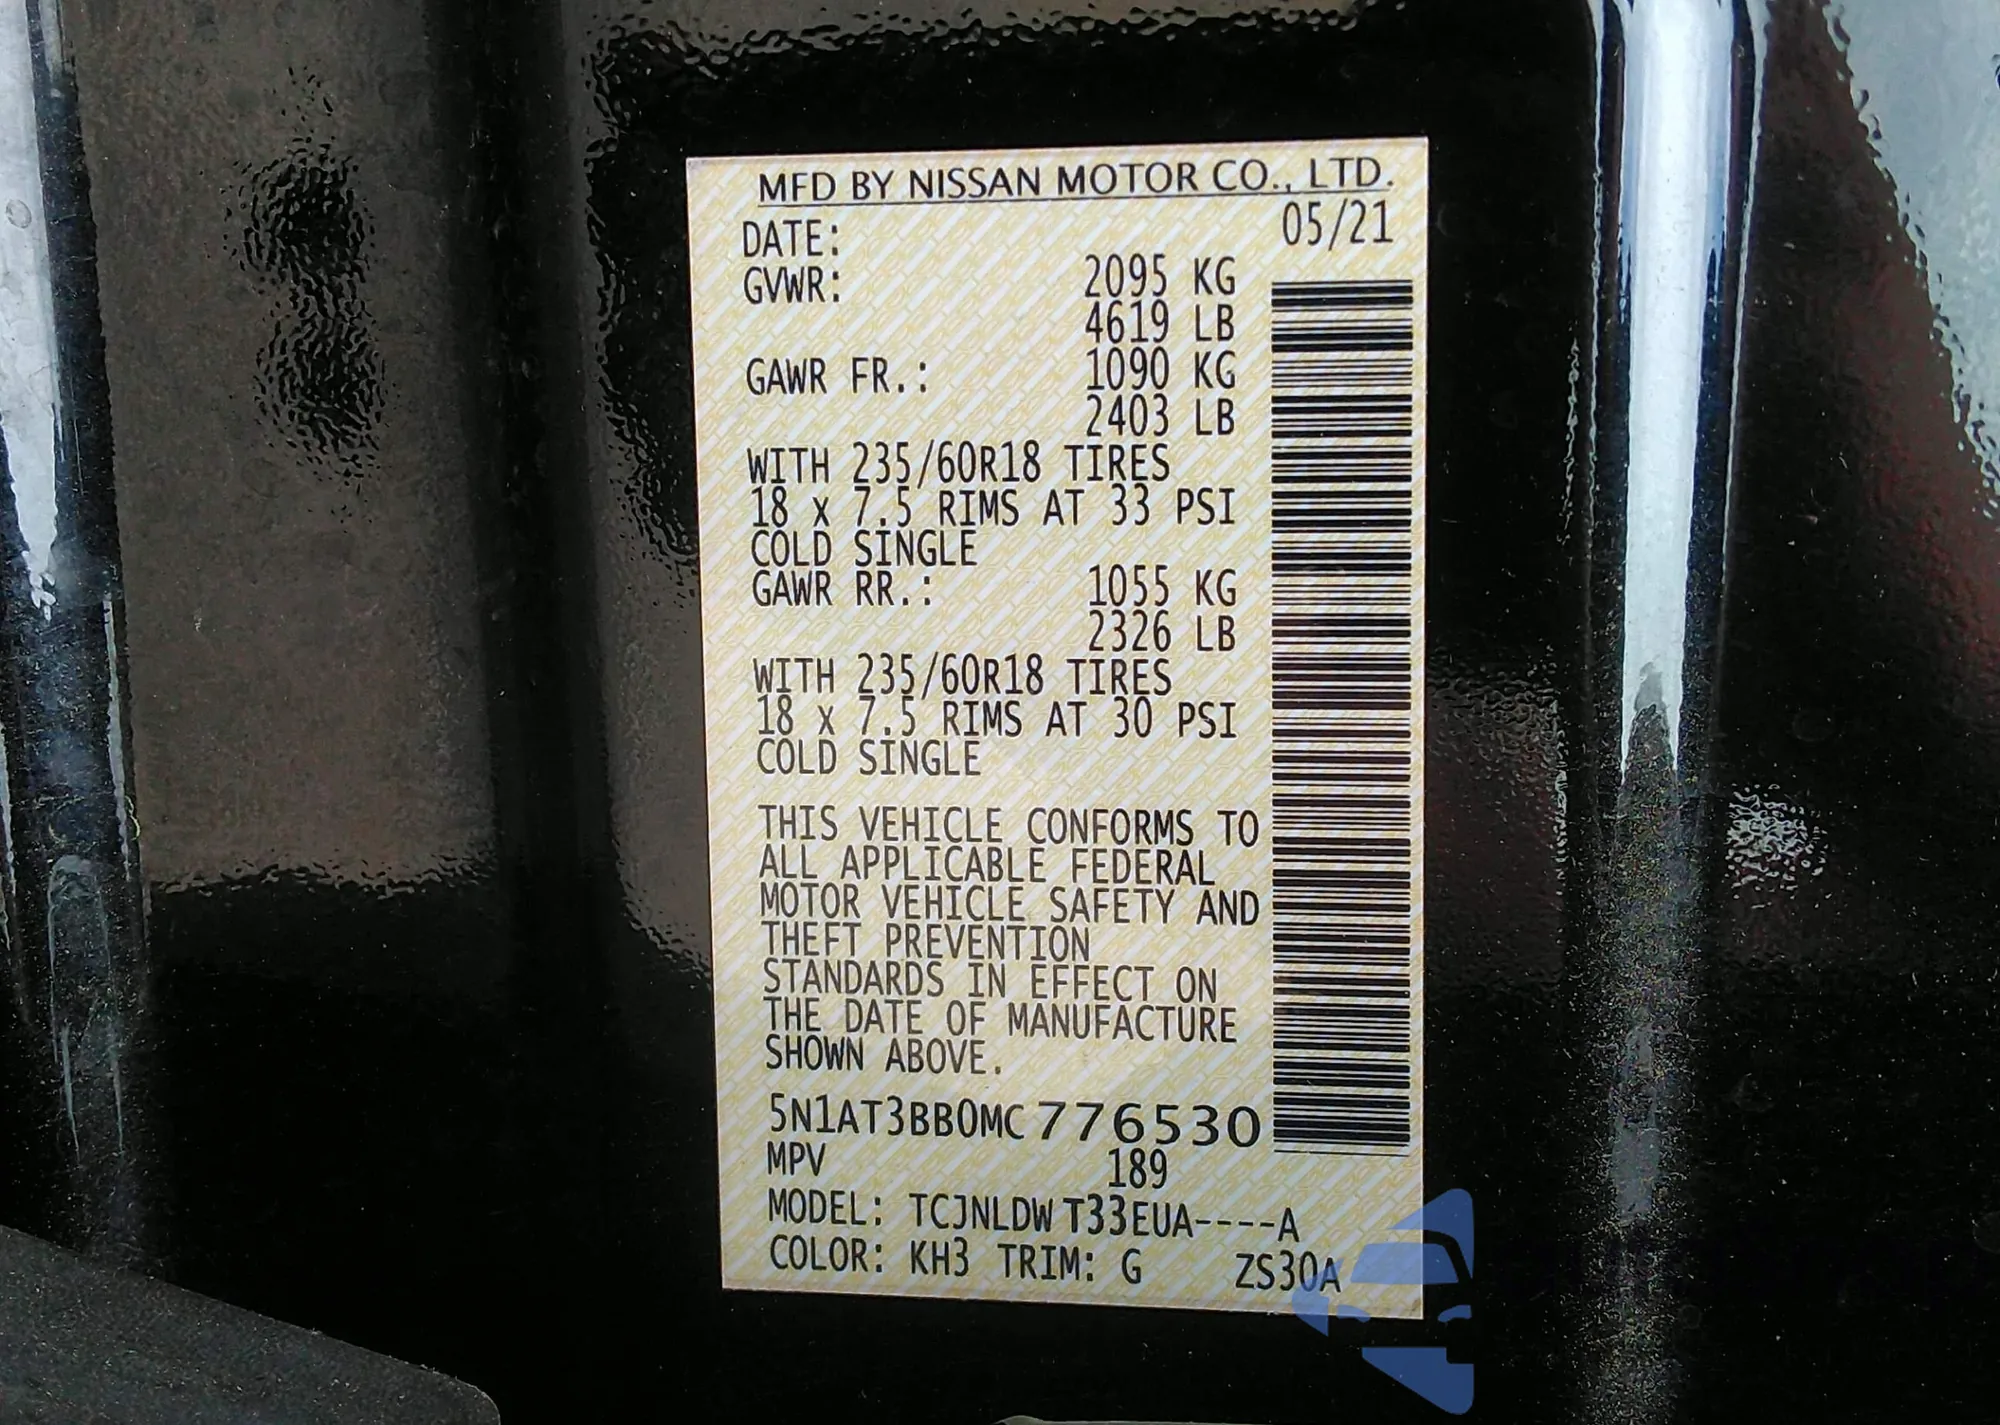 MFD BY NISSAN MOTOR CO., LTD.
DATE: 05/21
GVWR: 2095 KG
4619 LB
GAWR FR.: 1090 KG
2403 LB
WITH 235/60R18 TIRES
18 x 7.5 RIMS AT 33 PSI
COLD SINGLE
GAWR RR.: 1055 KG
2326 LB
WITH 235/60R18 TIRES
18 x 7.5 RIMS AT 30 PSI
COLD SINGLE
THIS VEHICLE CONFORMS TO
ALL APPLICABLE FEDERAL
MOTOR VEHICLE SAFETY AND
THEFT PREVENTION
STANDARDS IN EFFECT ON
THE DATE OF MANUFACTURE
SHOWN ABOVE.
5N1AT3BB0MC776530
MPV 189
MODEL: TCJNLDW T33EUA----A
COLOR: KH3 TRIM: G ZS30A